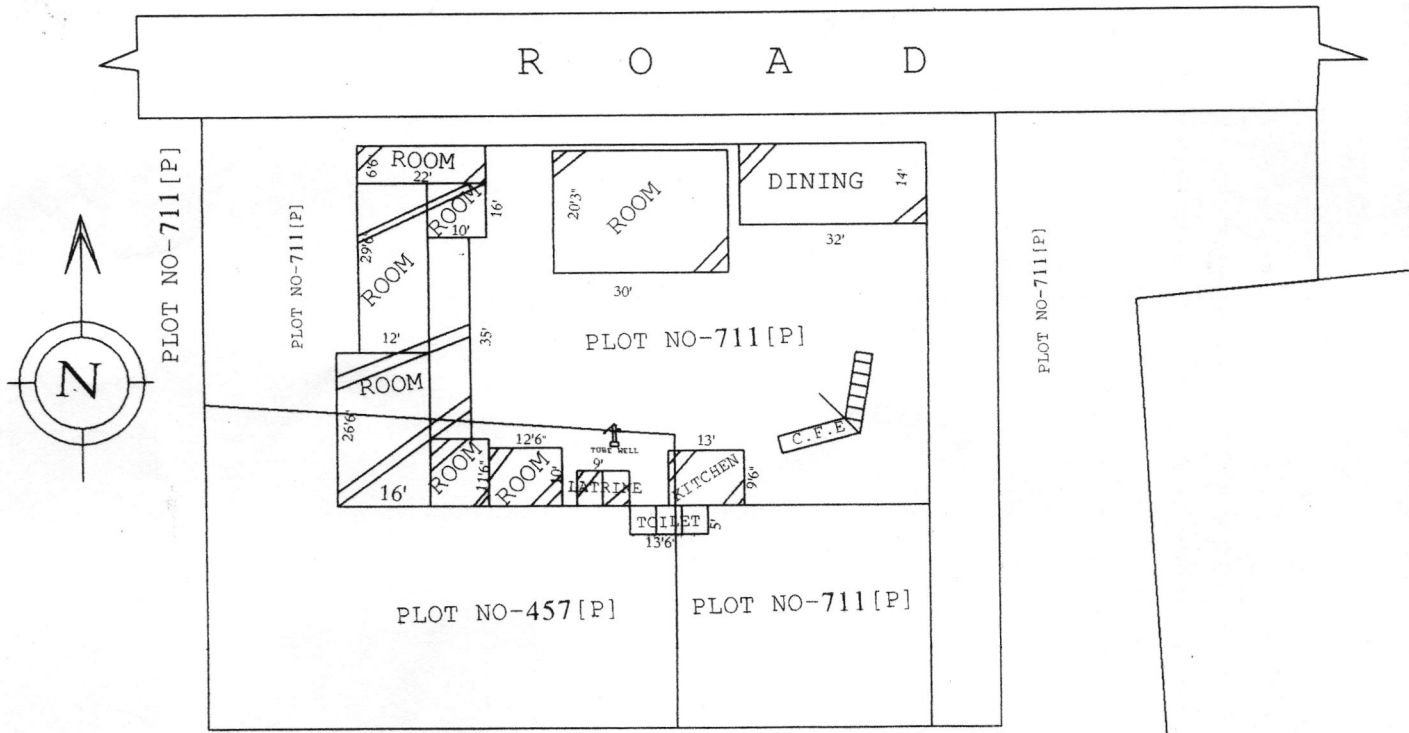 R O A D
PLOT NO-711[P]
PLOT NO-711[P]
ROOM
6'6
22'
ROOM
16'
10'
29'6
ROOM
12'
35'
ROOM
26'6"
16'
20'3"
ROOM
30'
DINING
14'
32'
PLOT NO-711[P]
PLOT NO-711[P]
N
C.F.E
TUBE WELL
ROOM
11'6"
12'6"
ROOM
10'
9'
LATRINE
13'
KITCHEN
9'6"
TOILET
5'
13'6"
PLOT NO-457[P]
PLOT NO-711[P]